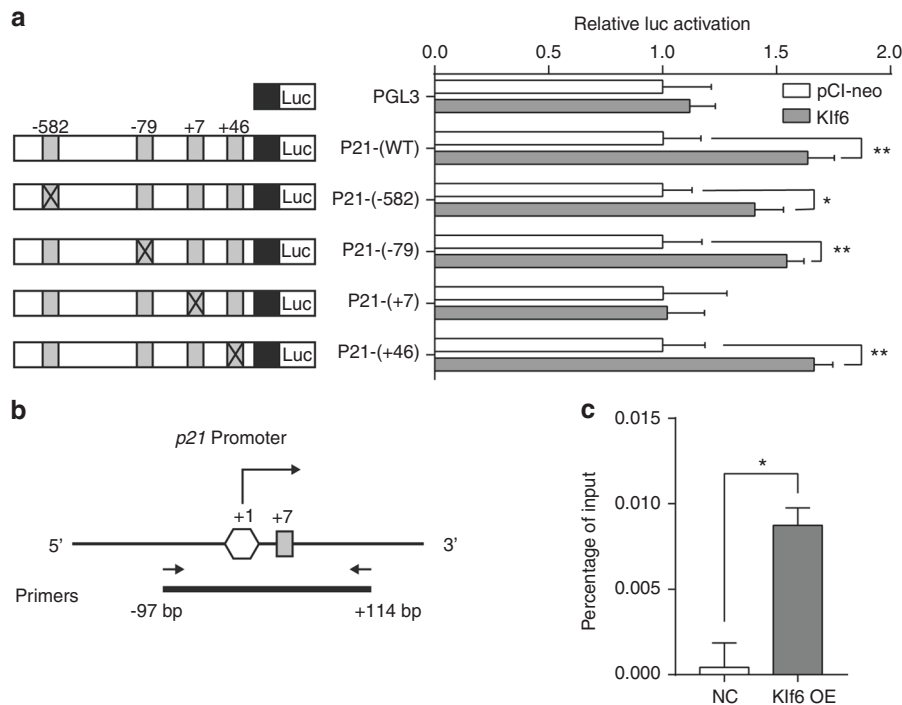 a
Relative luc activation
0.0 0.5 1.0 1.5 2.0
Luc
PGL3
pCI-neo
Klf6
-582 -79 +7 +46
Luc
P21-(WT)
**
Luc
P21-(-582)
*
Luc
P21-(-79)
**
Luc
P21-(+7)
Luc
P21-(+46)
**
b
p21 Promoter
+1 +7
5’ 3’
Primers
-97 bp +114 bp
c
Percentage of input
0.015
0.010
0.005
0.000
*
NC Klf6 OE